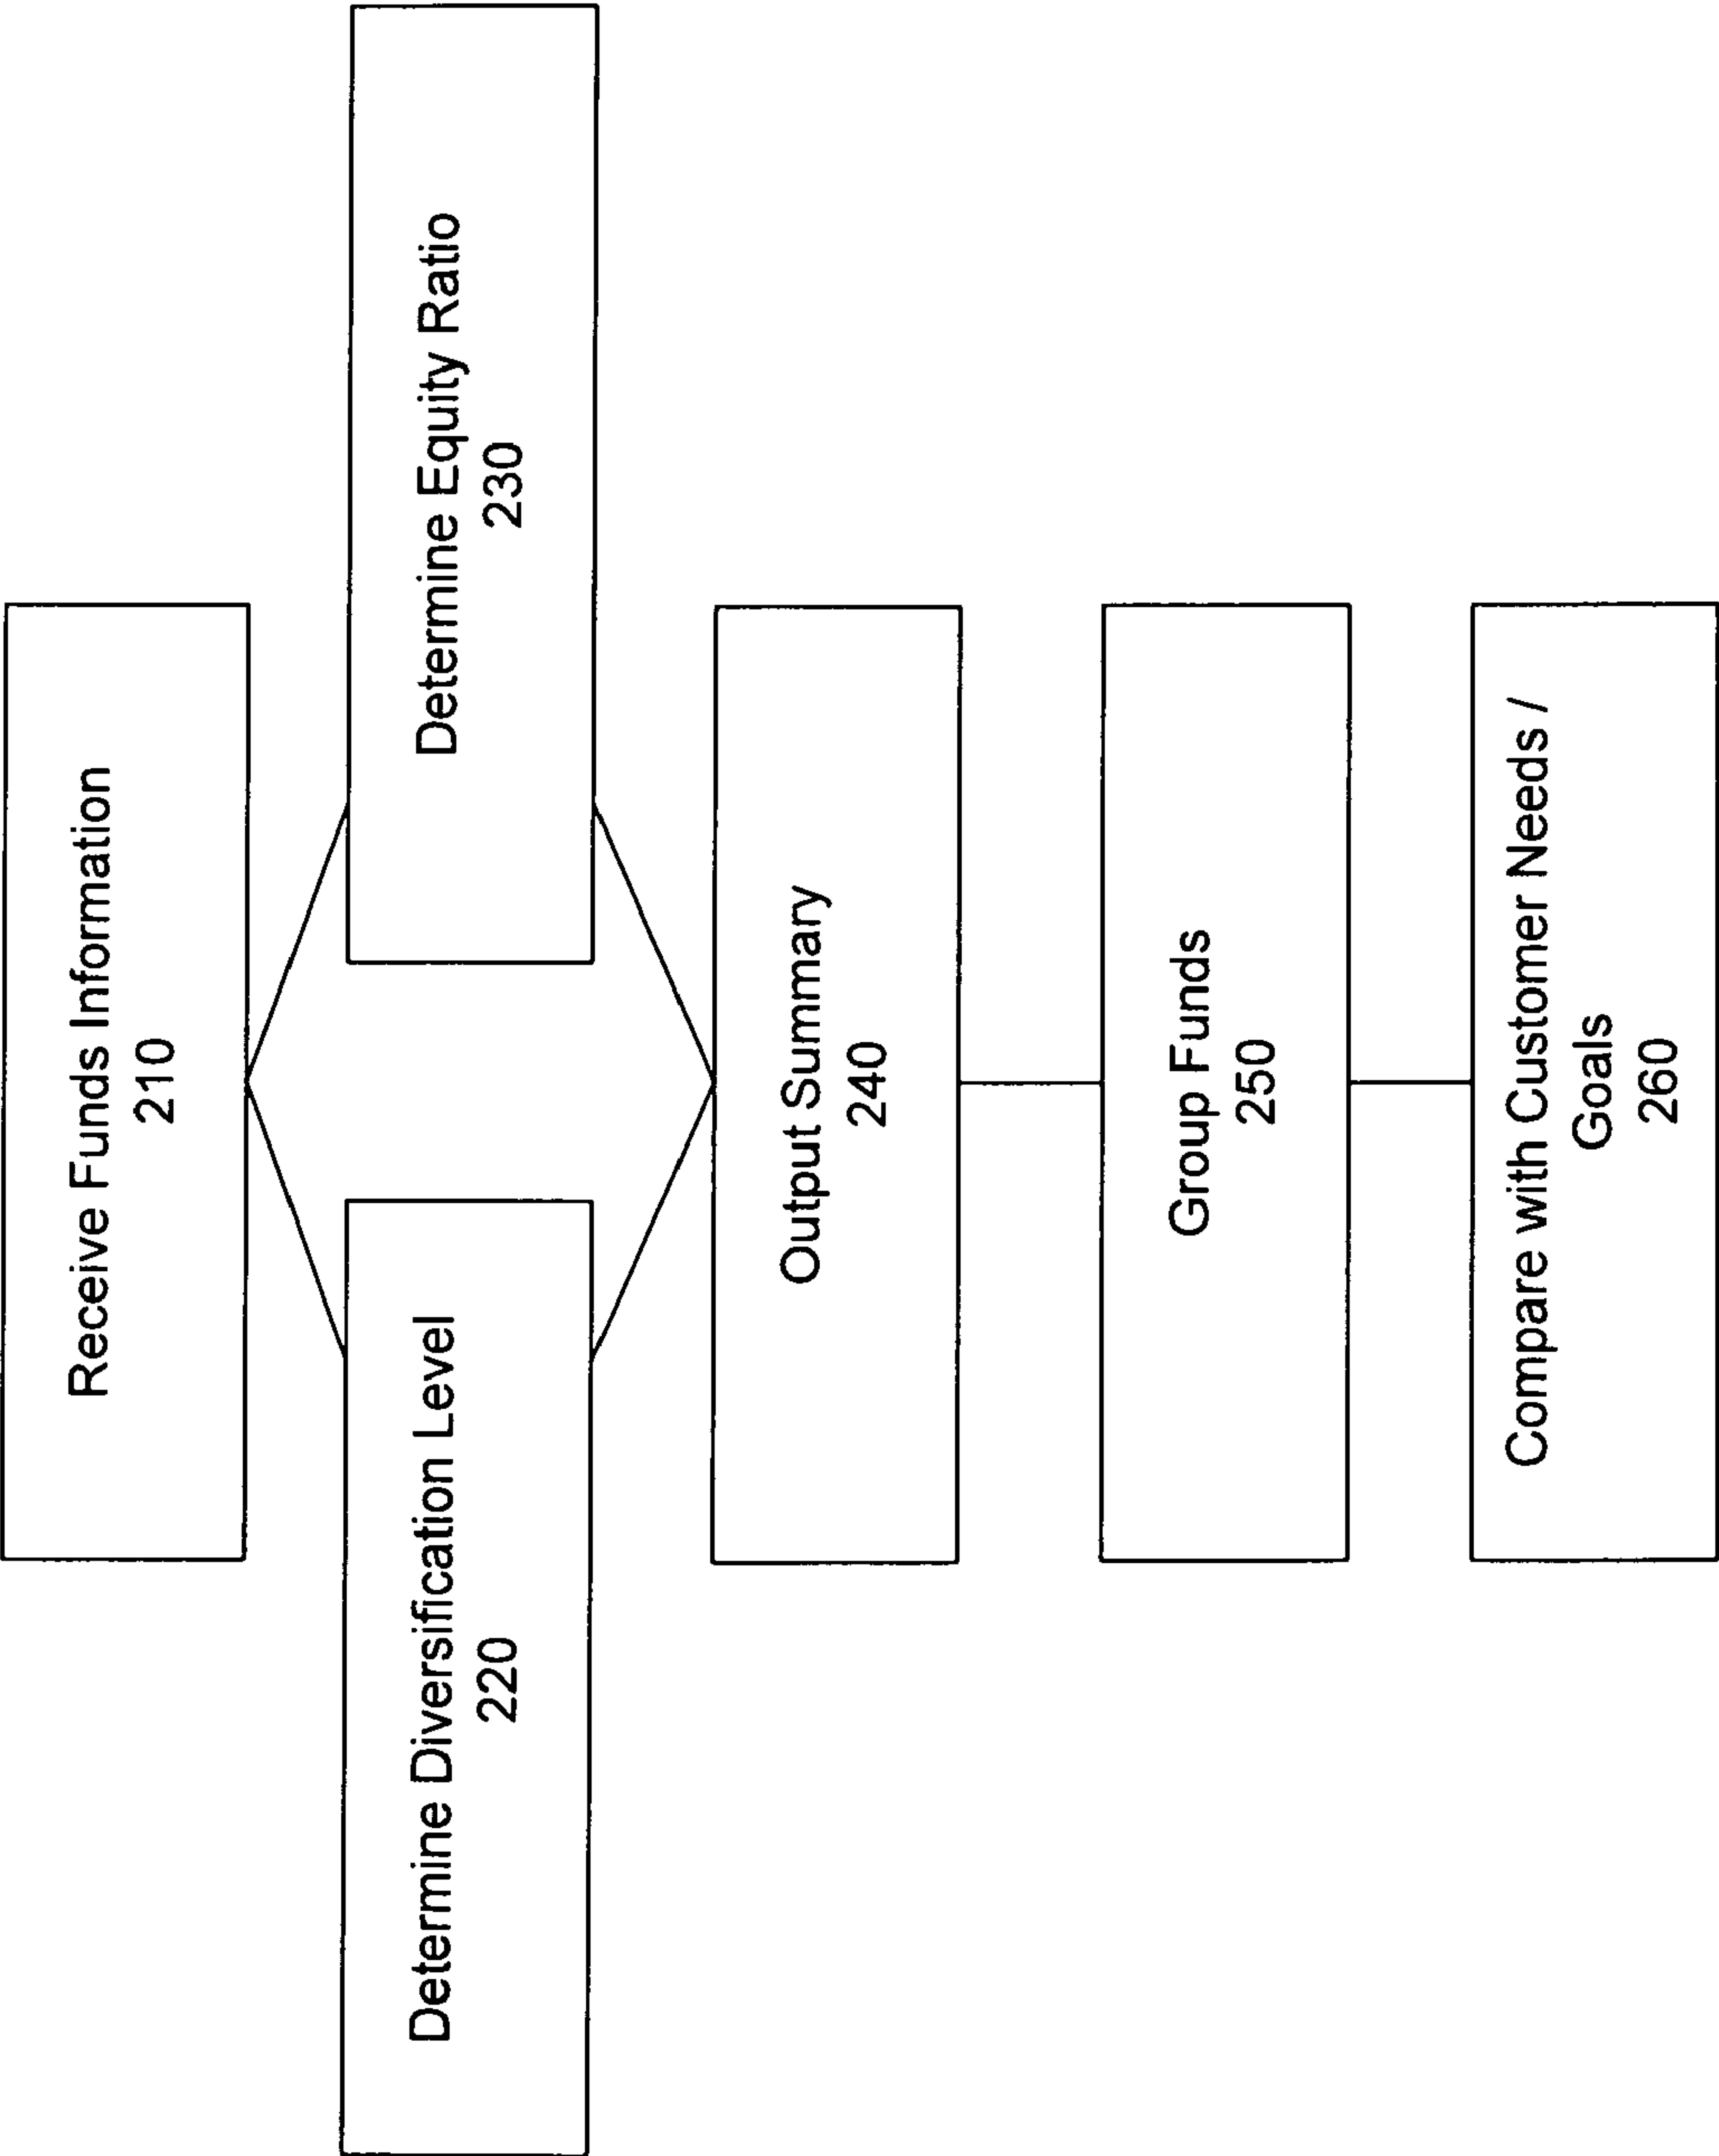 Receive Funds Information
210
Determine Diversification Level
220
Determine Equity Ratio
230
Output Summary
240
Group Funds
250
Compare with Customer Needs /
Goals
260